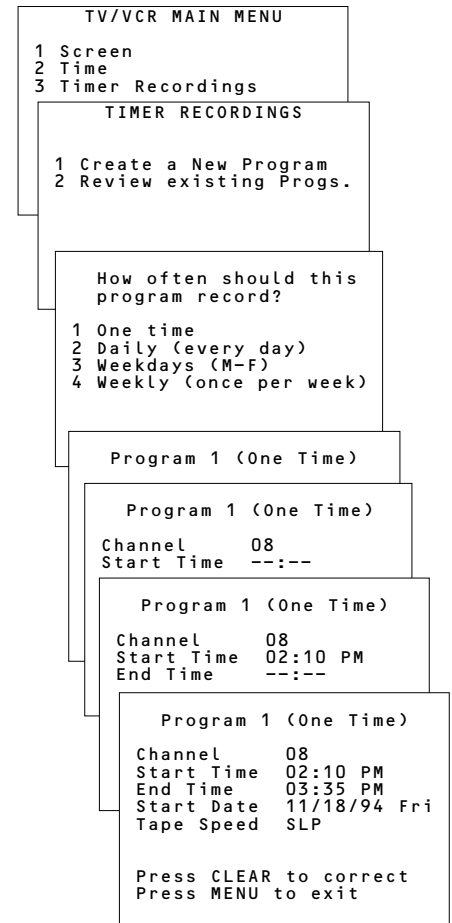 TV/VCR MAIN MENU
1 Screen
2 Time
3 Timer Recordings
TIMER RECORDINGS
1 Create a New Program
2 Review existing Progs.
How often should this
program record?
1 One time
2 Daily (every day)
3 Weekdays (M-F)
4 Weekly (once per week)
Program 1 (One Time)
Program 1 (One Time)
Channel 08
Start Time --:--
Program 1 (One Time)
Channel 08
Start Time 02:10 PM
End Time --:--
Program 1 (One Time)
Channel 08
Start Time 02:10 PM
End Time 03:35 PM
Start Date 11/18/94 Fri
Tape Speed SLP
Press CLEAR to correct
Press MENU to exit